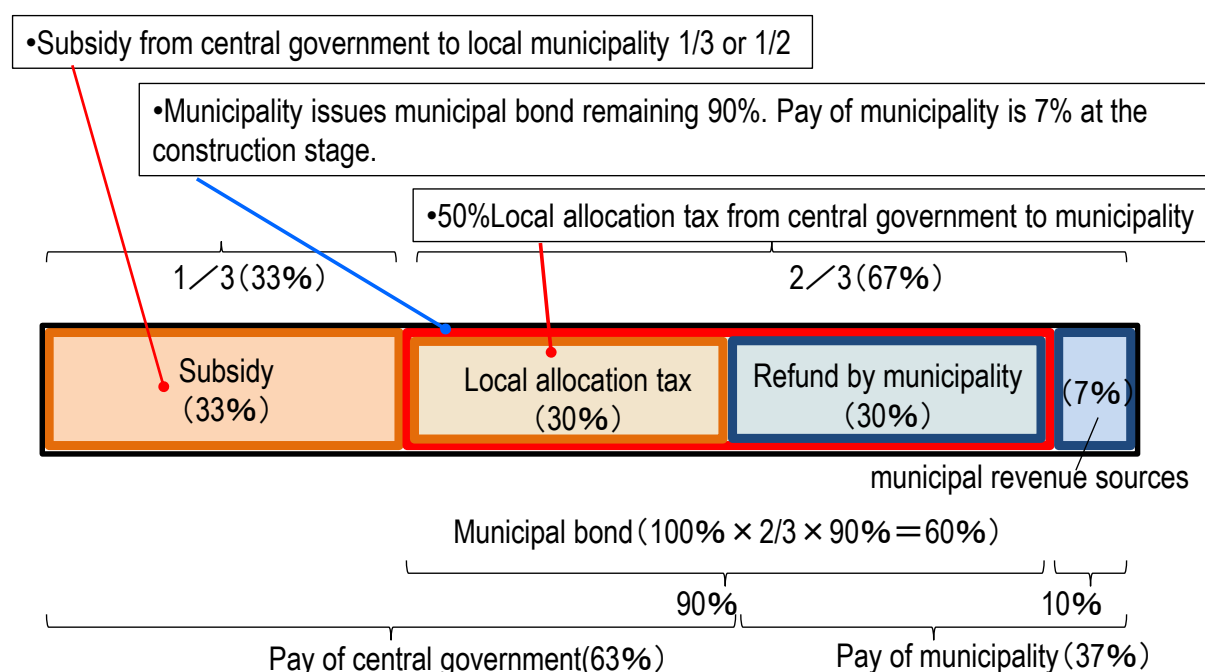 •Subsidy from central government to local municipality 1/3 or 1/2
•Municipality issues municipal bond remaining 90%. Pay of municipality is 7% at the
construction stage.
•50%Local allocation tax from central government to municipality
1／3（33％）
2／3（67％）
Subsidy
（33％）
Local allocation tax
（30％）
Refund by municipality
（30％）
（7％）
municipal revenue sources
Municipal bond（100％ × 2/3 × 90％＝60％）
90％
10％
Pay of central government(63％)
Pay of municipality（37％）